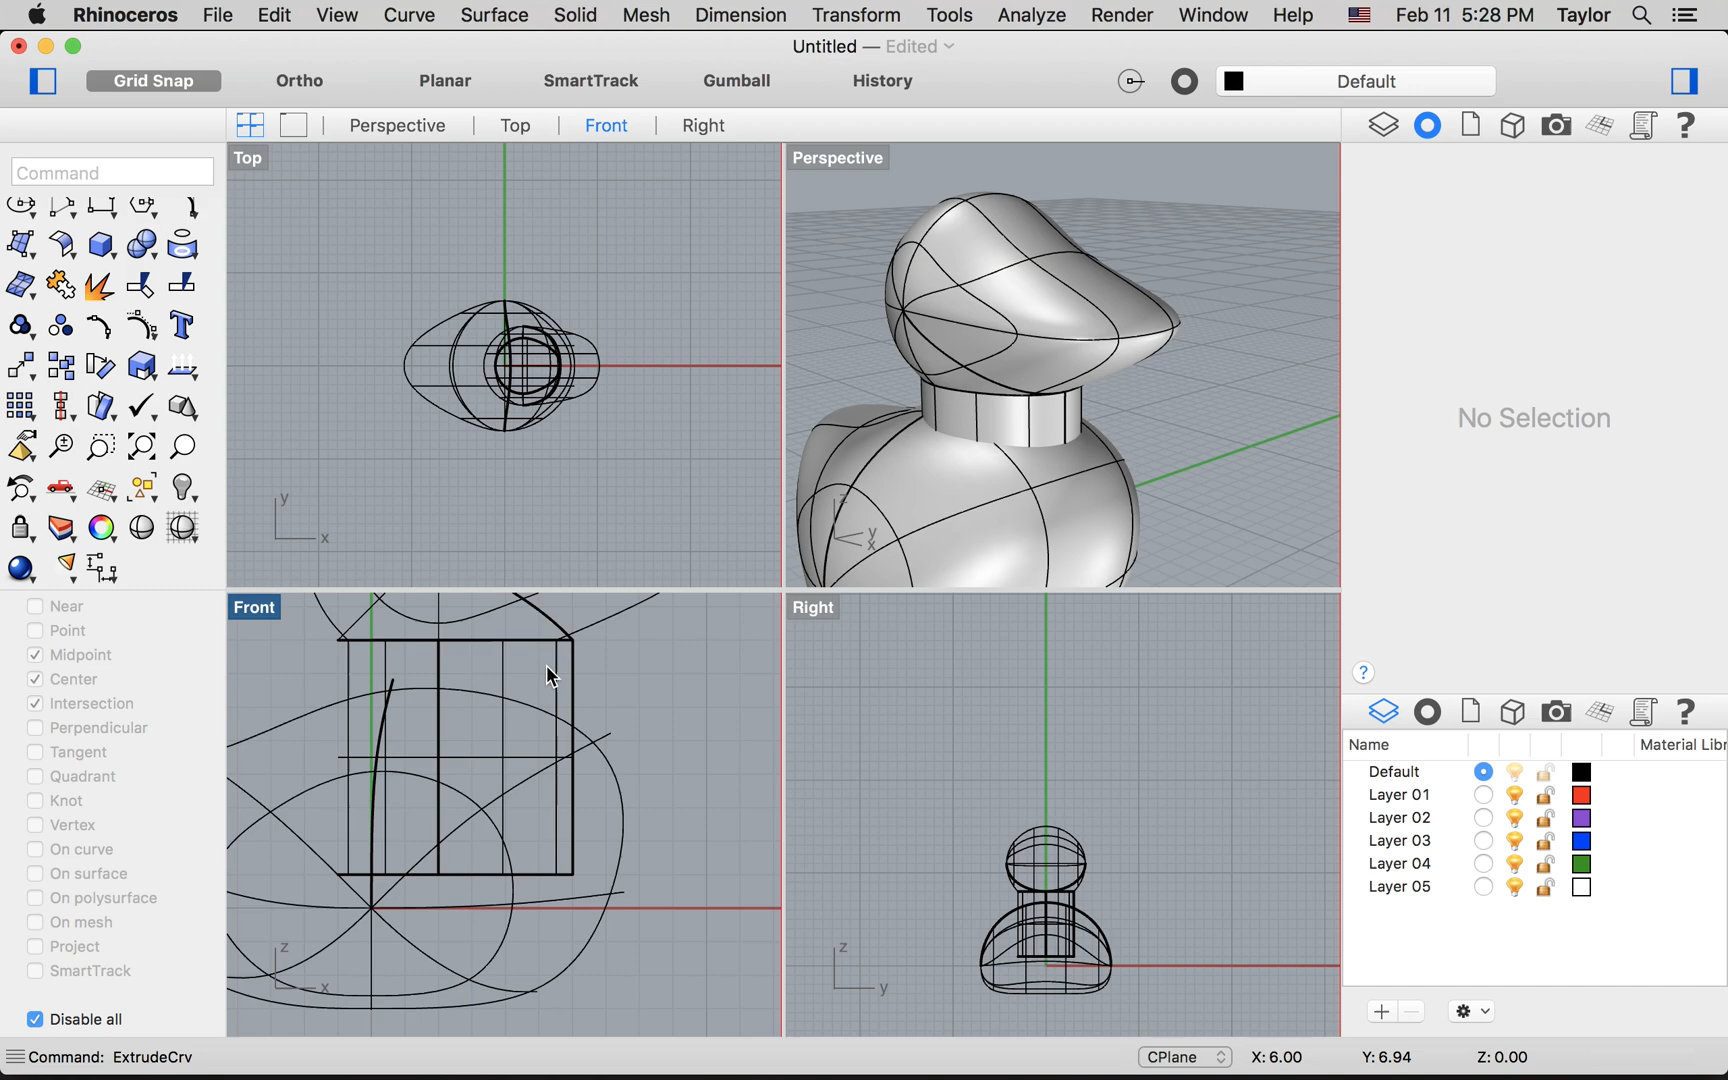 Rhinoceros File Edit View Curve Surface Solid Mesh Dimension Transform Tools Analyze Render Window Help Feb 11 5:28 PM Taylor
Untitled — Edited
Grid Snap Ortho Planar SmartTrack Gumball History Default
Perspective Top Front Right
Command
Top
Perspective
y
x
z
y
x
No Selection
Near
Point
Midpoint
Center
Intersection
Perpendicular
Tangent
Quadrant
Knot
Vertex
On curve
On surface
On polysurface
On mesh
Project
SmartTrack
Disable all
Front
Right
z
x
z
y
Name Material Libr
Default
Layer 01
Layer 02
Layer 03
Layer 04
Layer 05
Command: ExtrudeCrv
CPlane X: 6.00 Y: 6.94 Z: 0.00